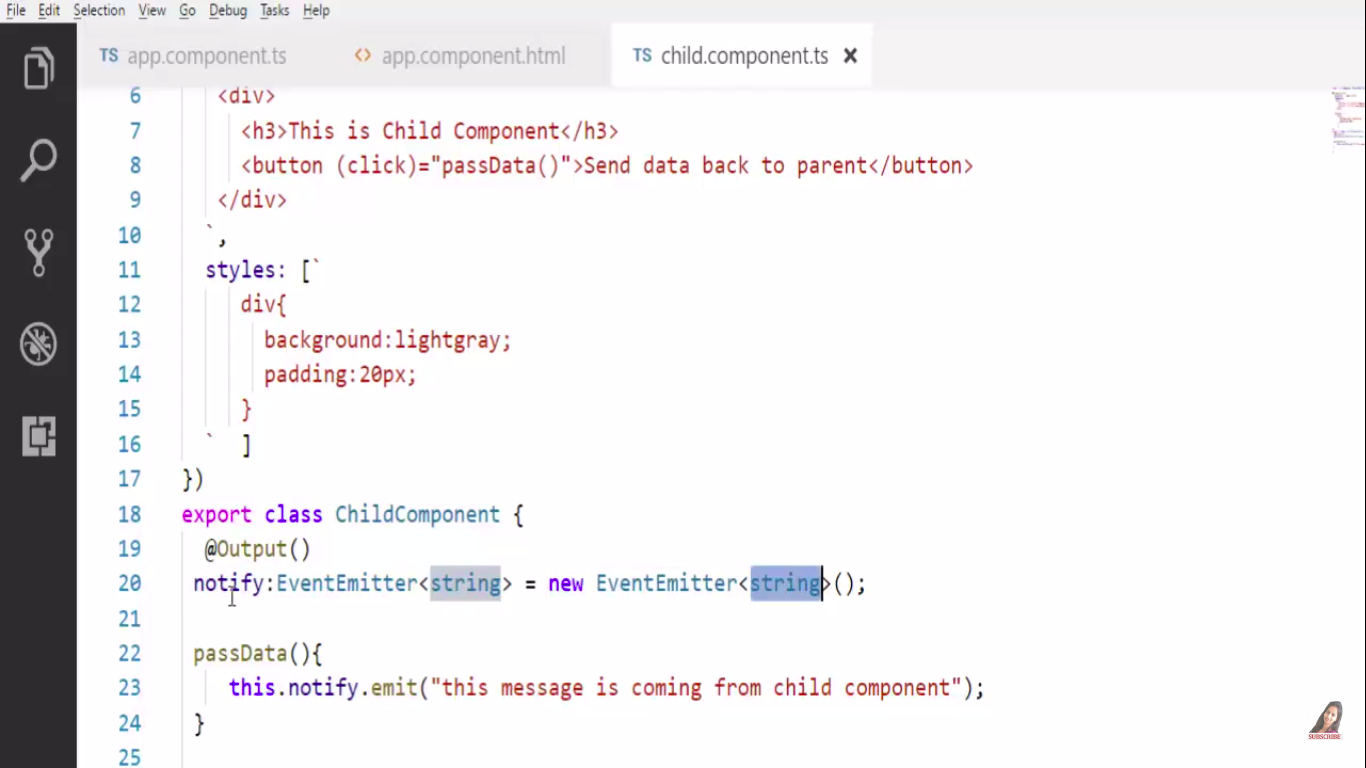 File Edit Selection View Go Debug Tasks Help
TS app.component.ts <> app.component.html TS child.component.ts ×
6 <div>
7 <h3>This is Child Component</h3>
8 <button (click)="passData()">Send data back to parent</button>
9 </div>
10 `,
11 styles: [`
12 div{
13 background:lightgray;
14 padding:20px;
15 }
16 ` ]
17 })
18 export class ChildComponent {
19 @Output()
20 notify:EventEmitter<string> = new EventEmitter<string>();
21
22 passData(){
23 this.notify.emit("this message is coming from child component");
24 }
25
SUBSCRIBE